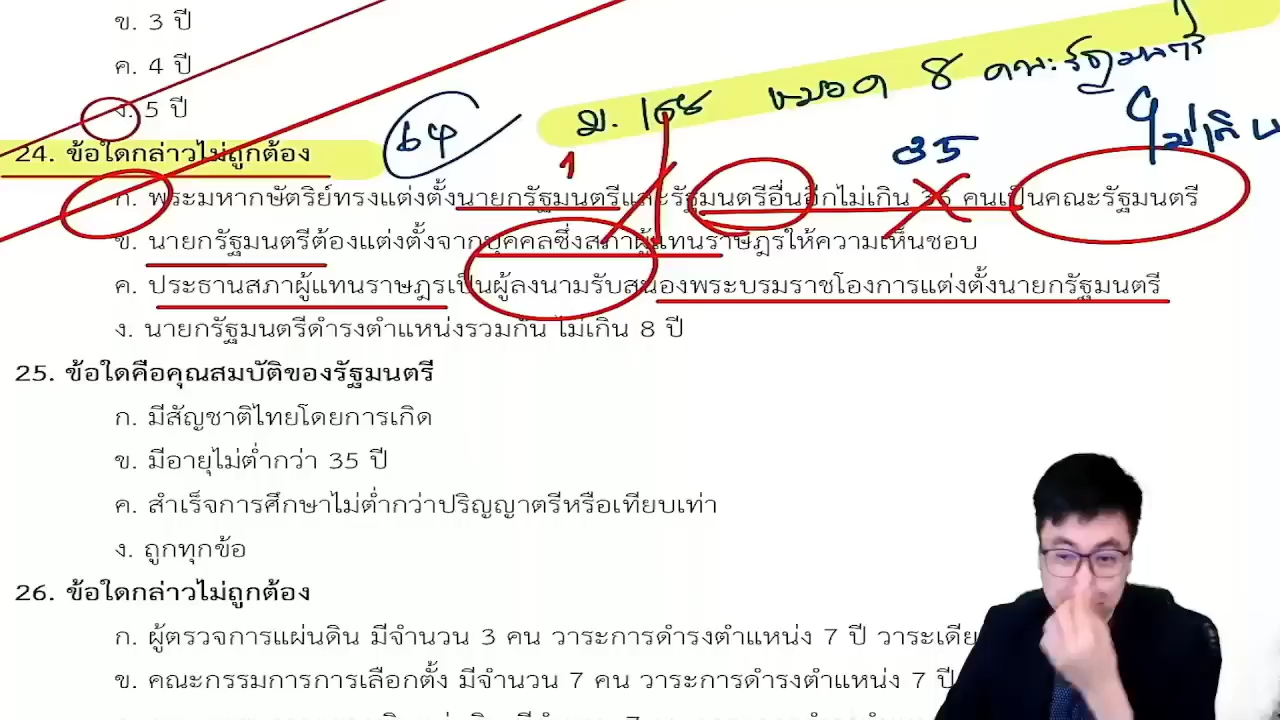 ข. 3 ปี
ค. 4 ปี
ง. 5 ปี
ม. 158 หมวด 8 คณะรัฐมนตรี
64
1
35
ไม่เกิน
24. ข้อใดกล่าวไม่ถูกต้อง
ก. พระมหากษัตริย์ทรงแต่งตั้งนายกรัฐมนตรีและรัฐมนตรีอื่นอีกไม่เกิน 36 คนเป็นคณะรัฐมนตรี
ข. นายกรัฐมนตรีต้องแต่งตั้งจากบุคคลซึ่งสภาผู้แทนราษฎรให้ความเห็นชอบ
ค. ประธานสภาผู้แทนราษฎรเป็นผู้ลงนามรับสนองพระบรมราชโองการแต่งตั้งนายกรัฐมนตรี
ง. นายกรัฐมนตรีดำรงตำแหน่งรวมกัน ไม่เกิน 8 ปี
25. ข้อใดคือคุณสมบัติของรัฐมนตรี
ก. มีสัญชาติไทยโดยการเกิด
ข. มีอายุไม่ต่ำกว่า 35 ปี
ค. สำเร็จการศึกษาไม่ต่ำกว่าปริญญาตรีหรือเทียบเท่า
ง. ถูกทุกข้อ
26. ข้อใดกล่าวไม่ถูกต้อง
ก. ผู้ตรวจการแผ่นดิน มีจำนวน 3 คน วาระการดำรงตำแหน่ง 7 ปี วาระเดีย
ข. คณะกรรมการการเลือกตั้ง มีจำนวน 7 คน วาระการดำรงตำแหน่ง 7 ปี